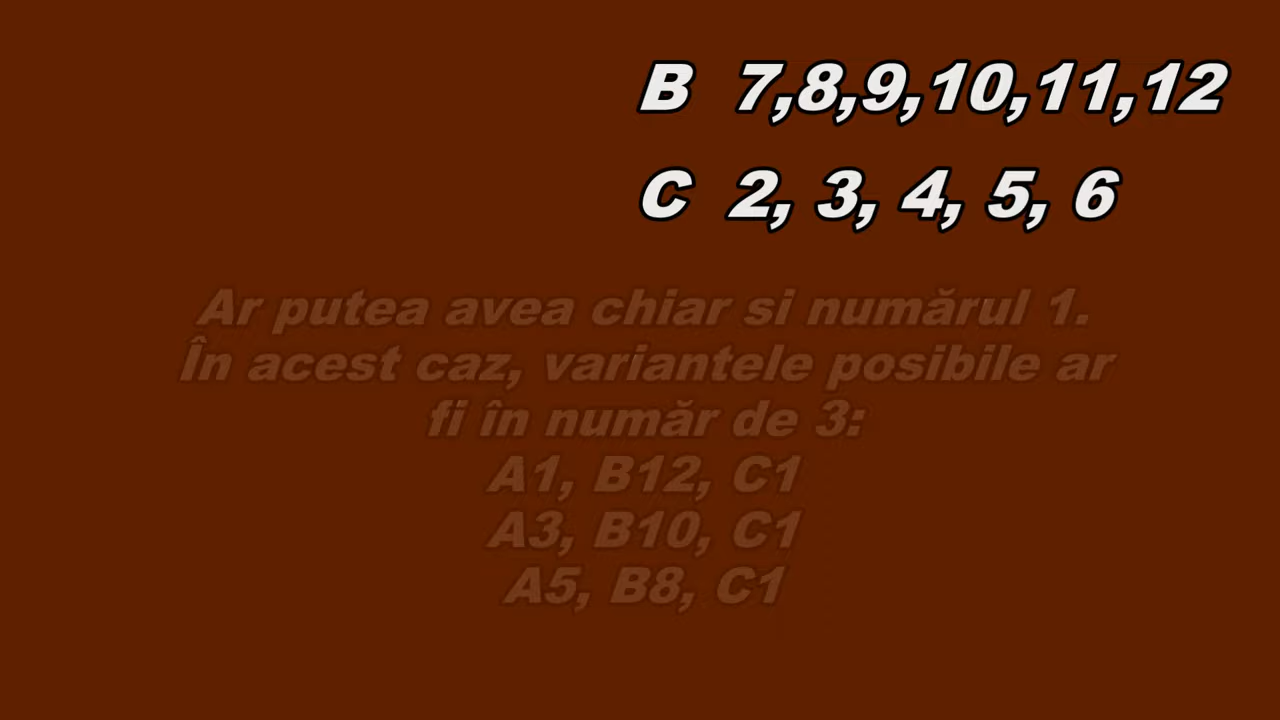 B 7,8,9,10,11,12
C 2, 3, 4, 5, 6
Ar putea avea chiar si numărul 1.
În acest caz, variantele posibile ar
fi în număr de 3:
A1, B12, C1
A3, B10, C1
A5, B8, C1